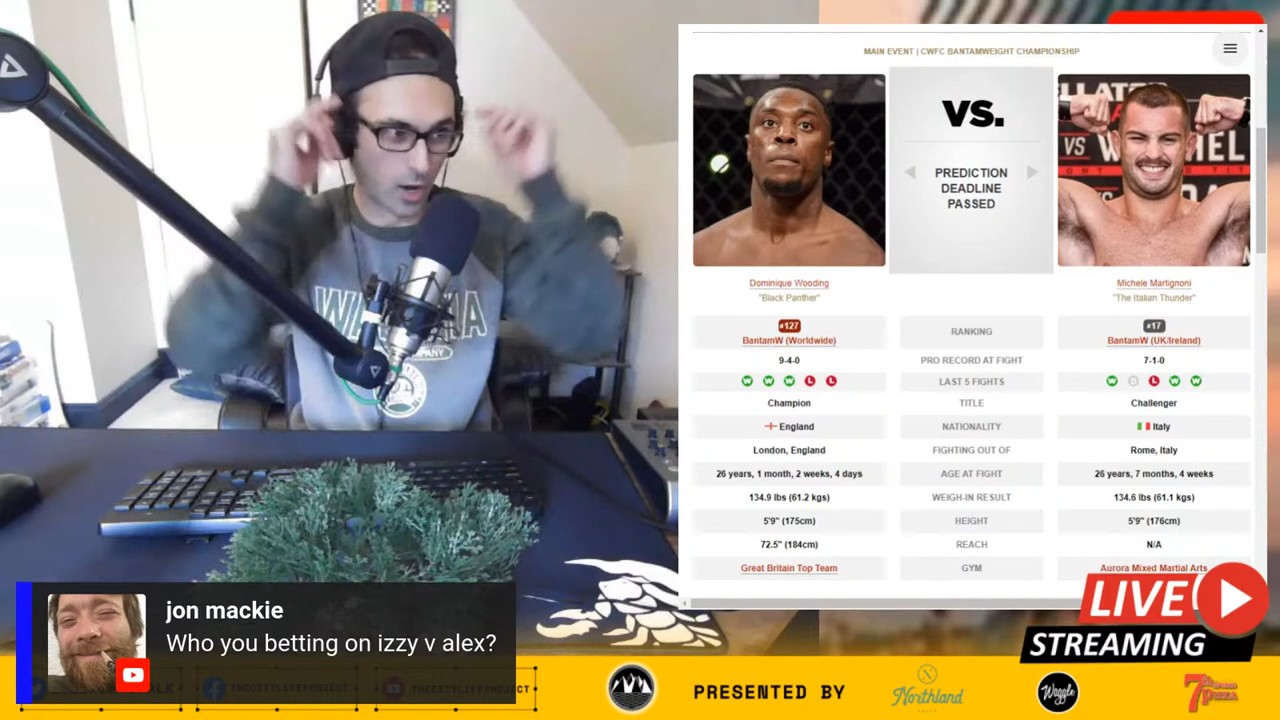 MAIN EVENT | CWFC BANTAMWEIGHT CHAMPIONSHIP
VS.
PREDICTION
DEADLINE
PASSED
VS
Dominique Wooding
"Black Panther"
Michele Martignoni
"The Italian Thunder"
#127
BantamW (Worldwide)
RANKING
#17
BantamW (UK/Ireland)
9-4-0
PRO RECORD AT FIGHT
7-1-0
W W W L L
LAST 5 FIGHTS
W D L W W
Champion
TITLE
Challenger
England
NATIONALITY
Italy
London, England
FIGHTING OUT OF
Rome, Italy
26 years, 1 month, 2 weeks, 4 days
AGE AT FIGHT
26 years, 7 months, 4 weeks
134.9 lbs (61.2 kgs)
WEIGH-IN RESULT
134.6 lbs (61.1 kgs)
5'9" (175cm)
HEIGHT
5'9" (176cm)
72.5" (184cm)
REACH
N/A
Great Britain Top Team
GYM
Aurora Mixed Martial Arts
jon mackie
Who you betting on izzy v alex?
LIVE
STREAMING
THECITYLIFEPROJECT
THECITYLIFEPROJECT
PRESENTED BY
Northland
Waggle